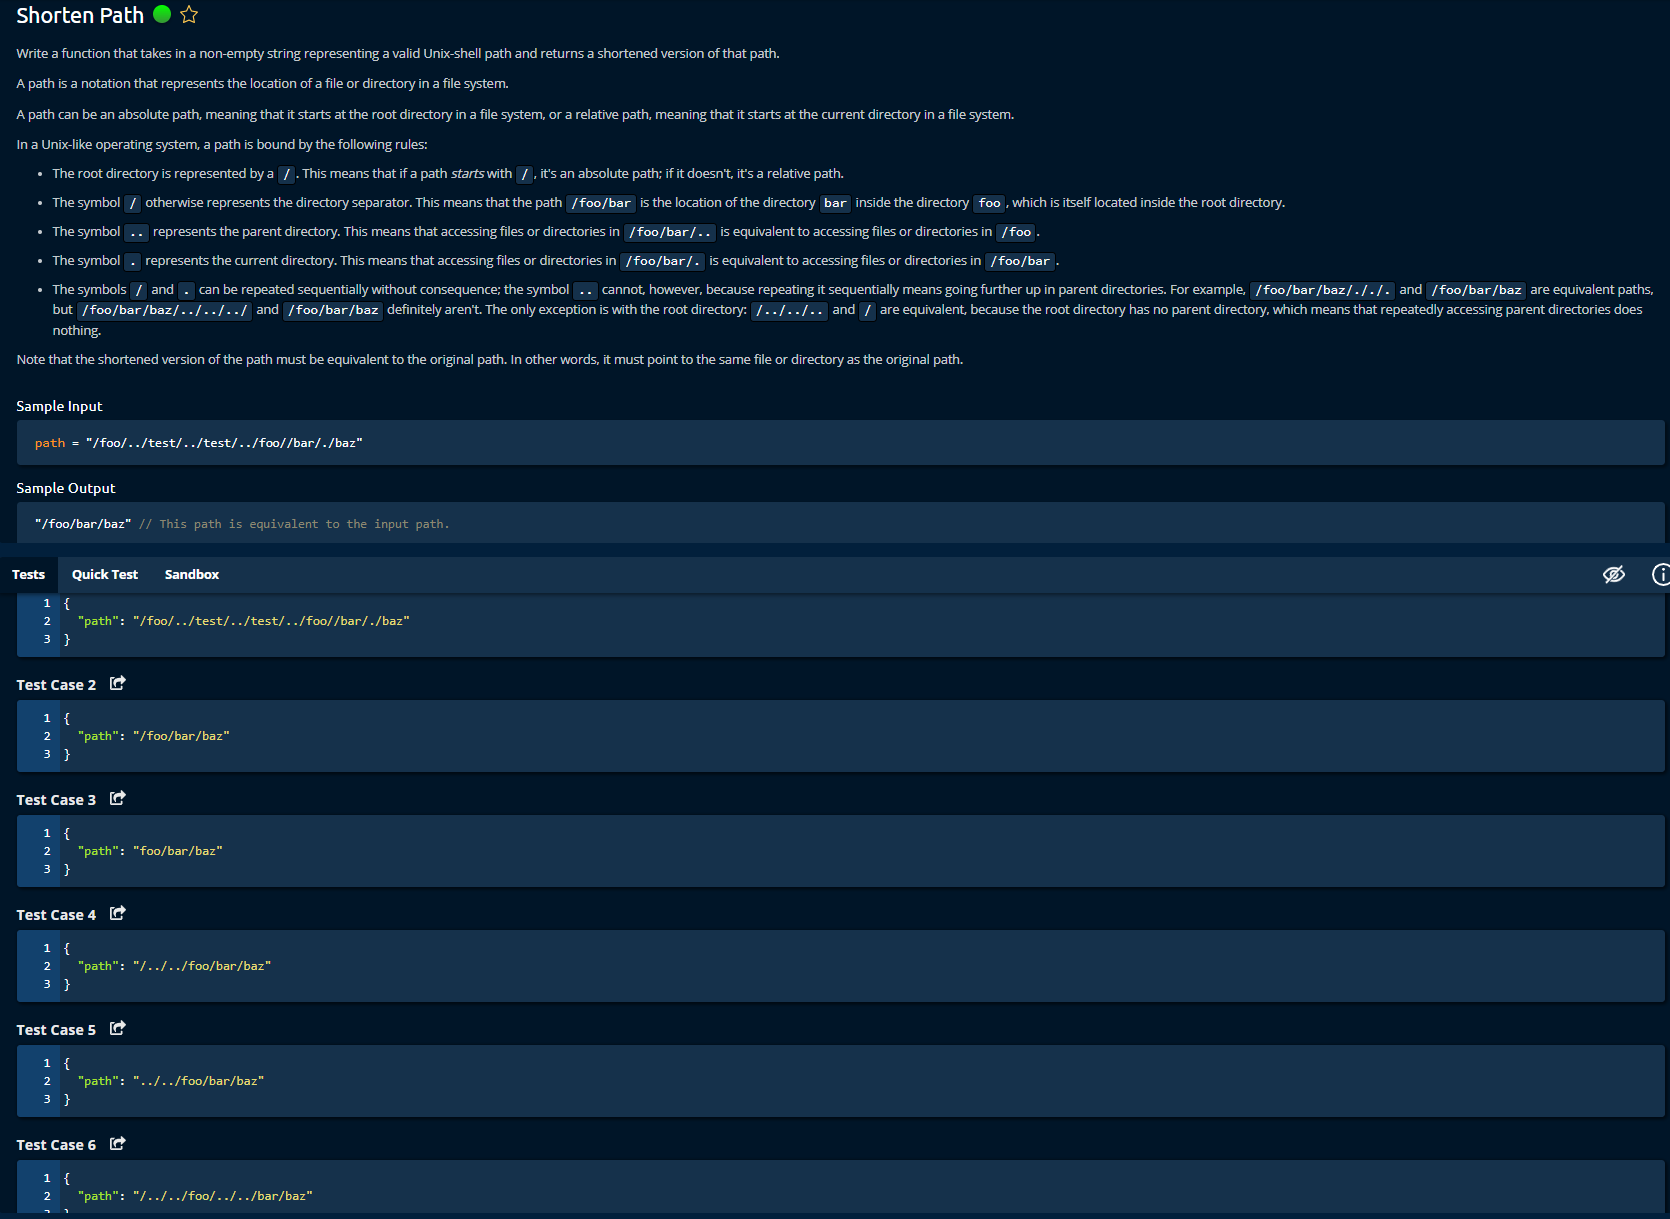 Shorten Path
Write a function that takes in a non-empty string representing a valid Unix-shell path and returns a shortened version of that path.
A path is a notation that represents the location of a file or directory in a file system.
A path can be an absolute path, meaning that it starts at the root directory in a file system, or a relative path, meaning that it starts at the current directory in a file system.
In a Unix-like operating system, a path is bound by the following rules:
• The root directory is represented by a / . This means that if a path starts with / , it's an absolute path; if it doesn't, it's a relative path.
• The symbol / otherwise represents the directory separator. This means that the path /foo/bar is the location of the directory bar inside the directory foo , which is itself located inside the root directory.
• The symbol .. represents the parent directory. This means that accessing files or directories in /foo/bar/.. is equivalent to accessing files or directories in /foo .
• The symbol . represents the current directory. This means that accessing files or directories in /foo/bar/. is equivalent to accessing files or directories in /foo/bar .
• The symbols / and . can be repeated sequentially without consequence; the symbol .. cannot, however, because repeating it sequentially means going further up in parent directories. For example, /foo/bar/baz/././. and /foo/bar/baz are equivalent paths,
but /foo/bar/baz/../../../ and /foo/bar/baz definitely aren't. The only exception is with the root directory: /../../.. and / are equivalent, because the root directory has no parent directory, which means that repeatedly accessing parent directories does
nothing.
Note that the shortened version of the path must be equivalent to the original path. In other words, it must point to the same file or directory as the original path.
Sample Input
path = "/foo/../test/../test/../foo//bar/./baz"
Sample Output
"/foo/bar/baz" // This path is equivalent to the input path.
Tests Quick Test Sandbox
1 {
2 "path": "/foo/../test/../test/../foo//bar/./baz"
3 }
Test Case 2
1 {
2 "path": "/foo/bar/baz"
3 }
Test Case 3
1 {
2 "path": "foo/bar/baz"
3 }
Test Case 4
1 {
2 "path": "/../../foo/bar/baz"
3 }
Test Case 5
1 {
2 "path": "../../foo/bar/baz"
3 }
Test Case 6
1 {
2 "path": "/../../foo/../../bar/baz"
3 }